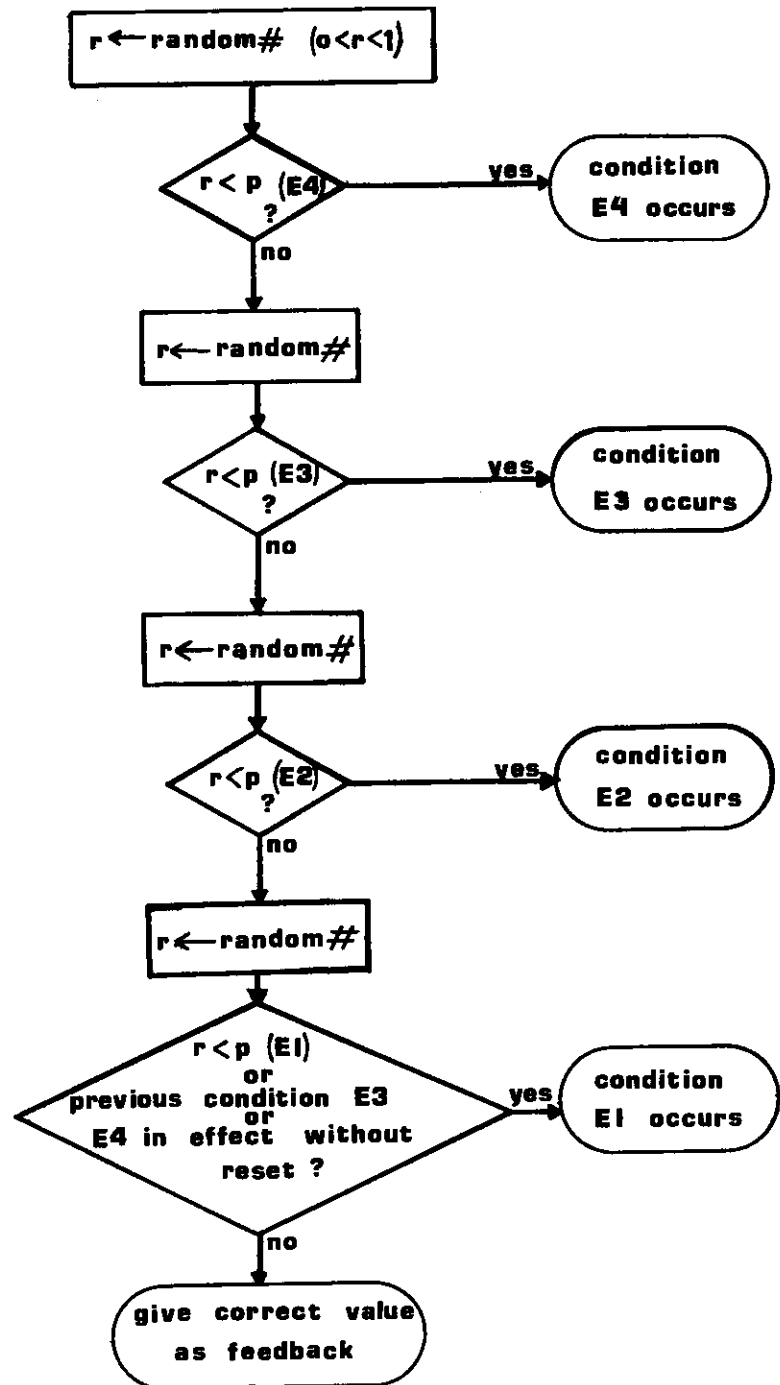 r ← random# (o<r<1)
r < p (E4)
?
yes
condition
E4 occurs
no
r ← random#
r < p (E3)
?
yes
condition
E3 occurs
no
r ← random#
r < p (E2)
?
yes
condition
E2 occurs
no
r ← random#
r < p (E1)
or
previous condition E3
or
E4 in effect without
reset ?
yes
condition
E1 occurs
no
give correct value
as feedback